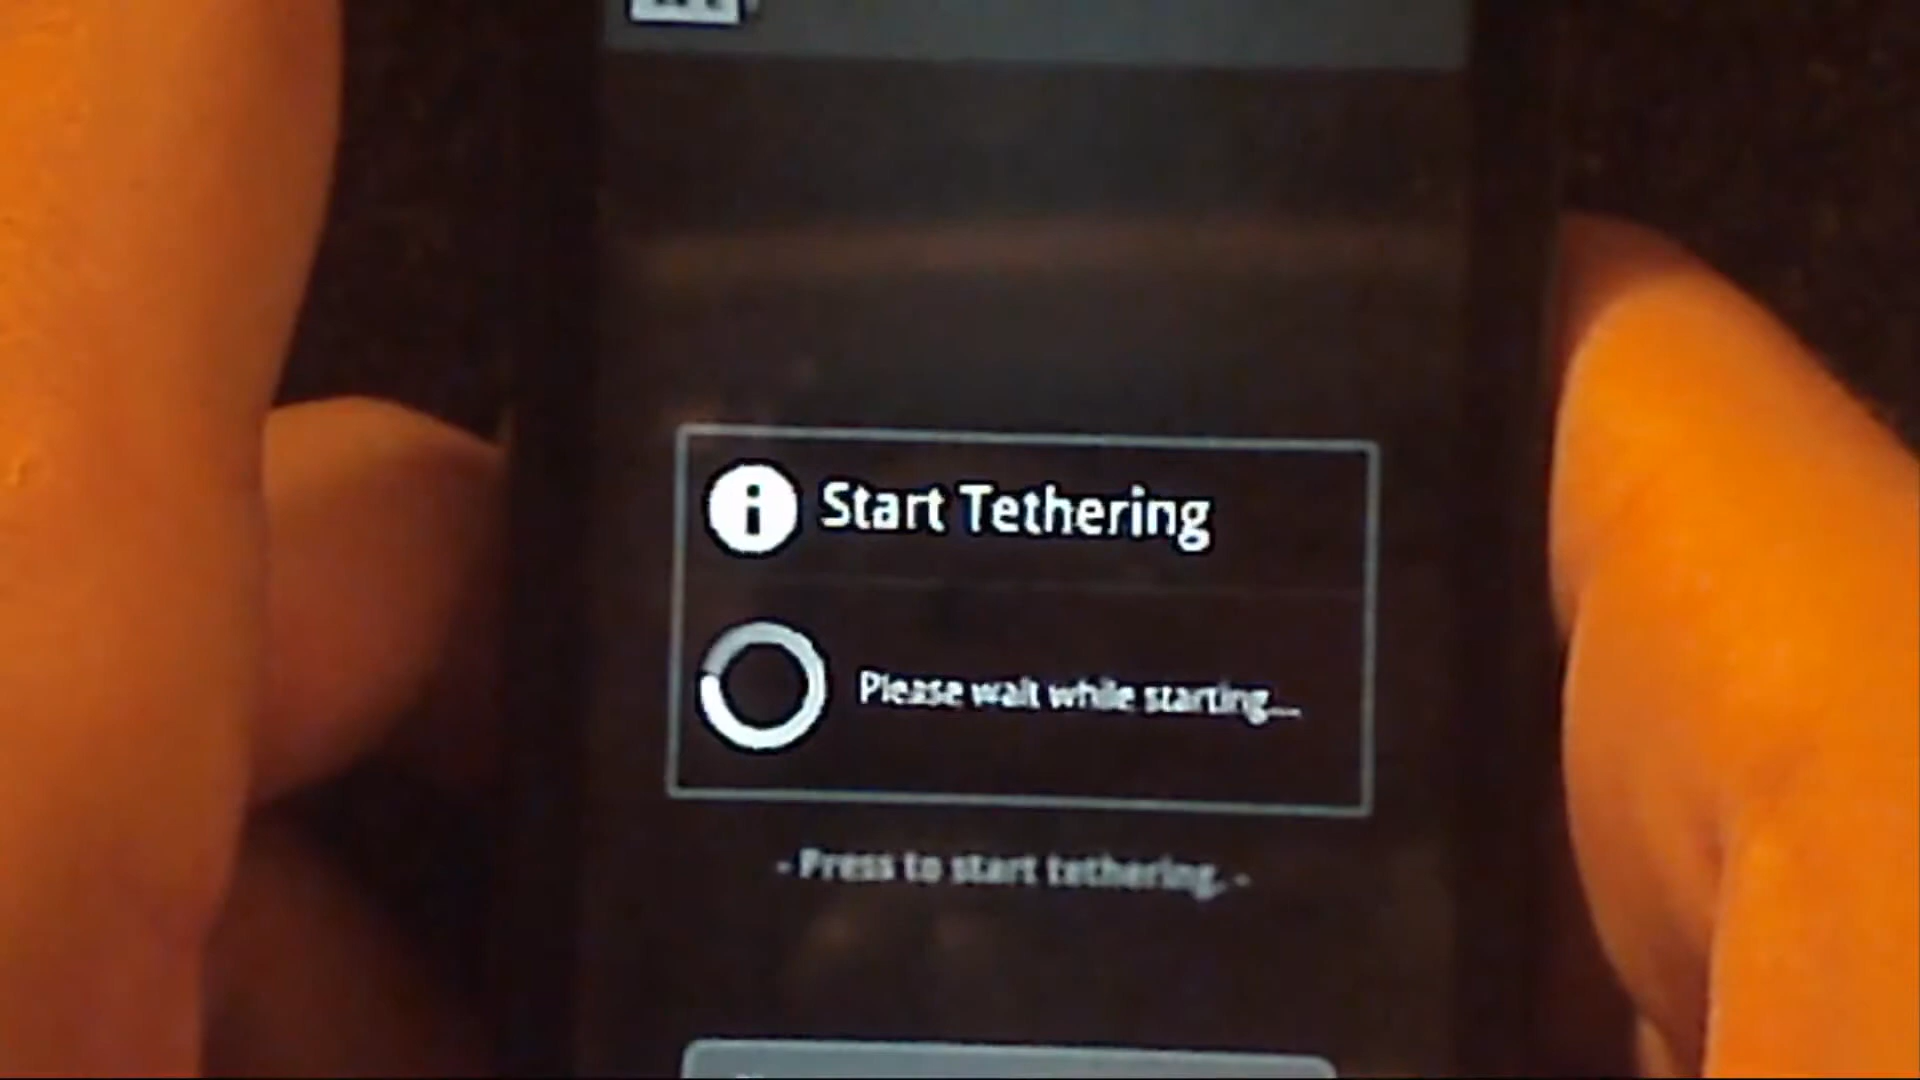 Start Tethering
Please wait while starting...
- Press to start tethering. -